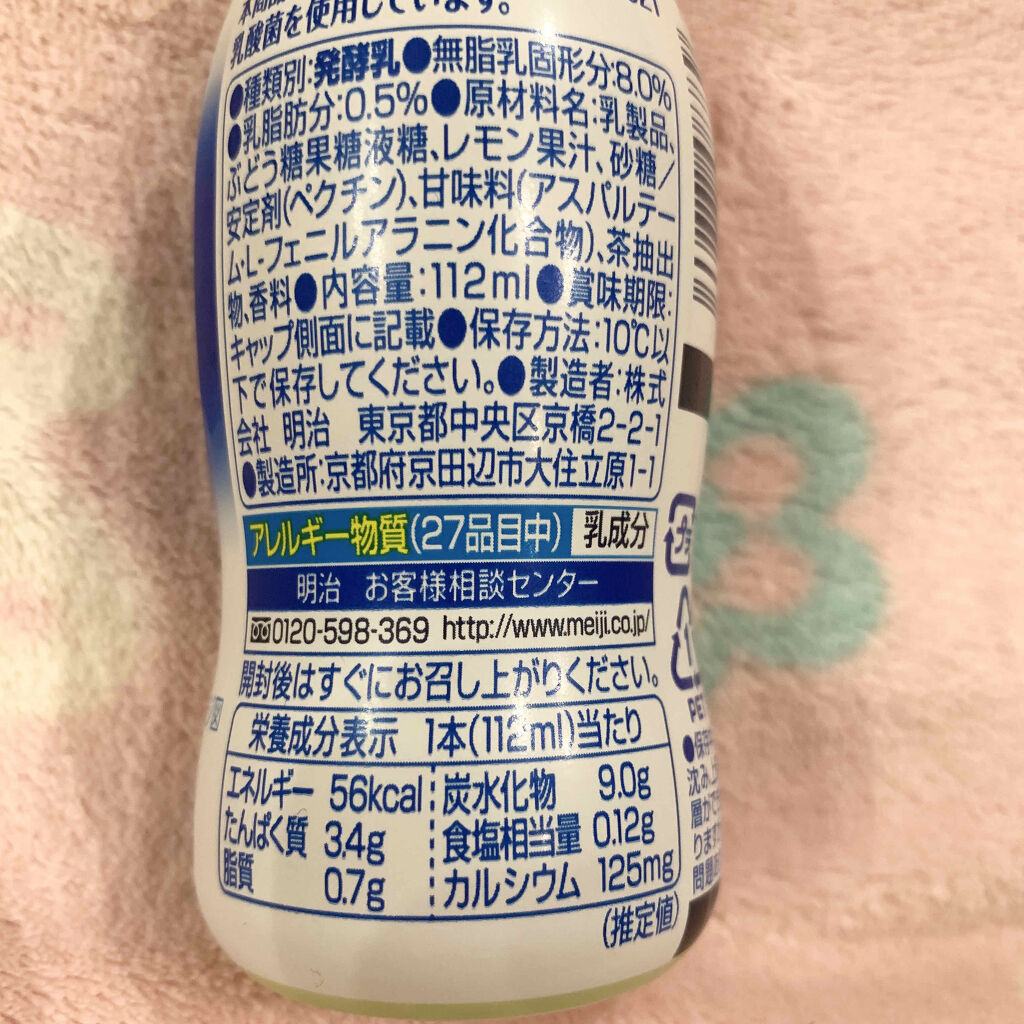 乳酸菌を使用しています。
●種類別:発酵乳●無脂乳固形分:8.0%
●乳脂肪分:0.5%●原材料名:乳製品、
ぶどう糖果糖液糖、レモン果汁、砂糖/
安定剤(ペクチン)、甘味料(アスパルテー
ム・L-フェニルアラニン化合物)、茶抽出
物、香料●内容量:112ml●賞味期限:
キャップ側面に記載●保存方法:10℃以
下で保存してください。●製造者:株式
会社 明治 東京都中央区京橋2-2-1
●製造所:京都府京田辺市大住立原1-1
アレルギー物質(27品目中) 乳成分
明治 お客様相談センター
0120-598-369 http://www.meiji.co.jp/
開封後はすぐにお召し上がりください。
栄養成分表示 1本(112ml)当たり
エネルギー 56kcal 炭水化物 9.0g
たんぱく質 3.4g 食塩相当量 0.12g
脂質 0.7g カルシウム 125mg
(推定値)
プ
1
PE
●保存
沈み、
層が
りま
問題